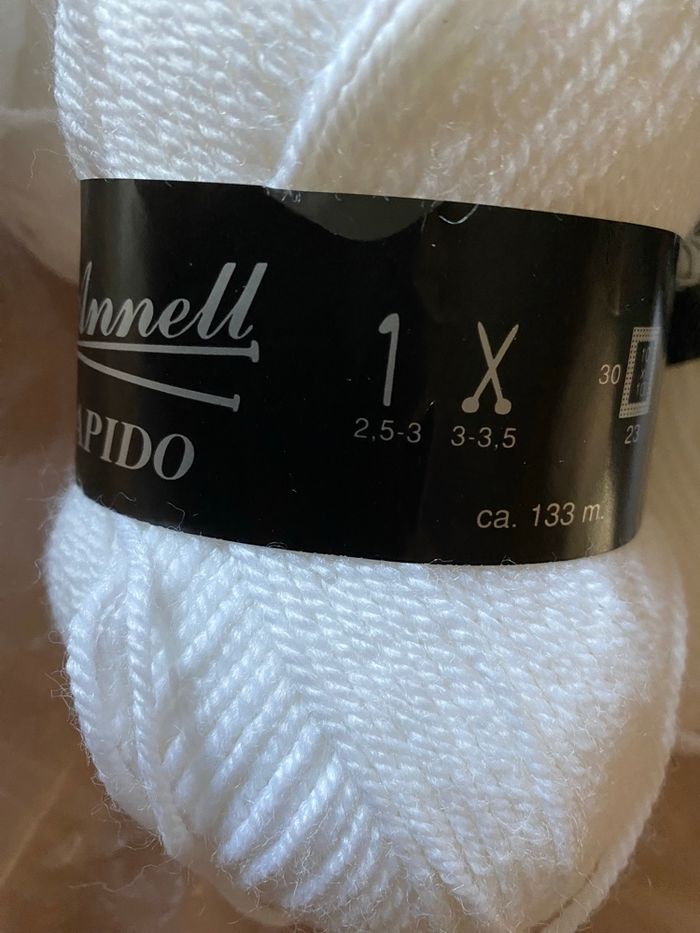 Annell
APIDO
2,5-3
3-3,5
30
23
ca. 133 m.